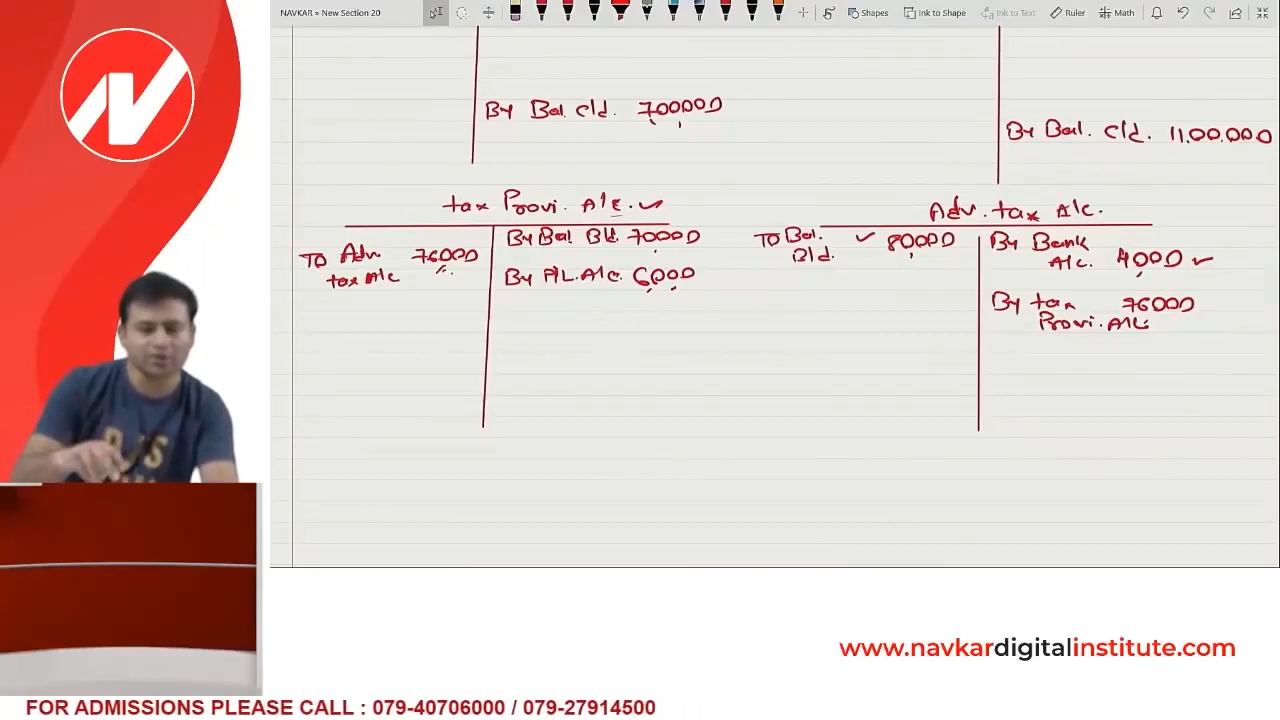 NAVKAR » New Section 20
Shapes
Ink to Shape
Ink to Text
Ruler
Math
By Bal. c/d. 70000
By Bal. c/d. 11,00,000
tax Provi. A/c.
By Bal B/d. 70000
To Adv. 76000
tax A/c
By P/L. A/c. 6000
Adv. tax A/c.
To Bal. 80000
B/d.
By Bank
A/c. 4000
By tax 76000
Provi. A/c
www.navkardigitalinstitute.com
FOR ADMISSIONS PLEASE CALL : 079-40706000 / 079-27914500